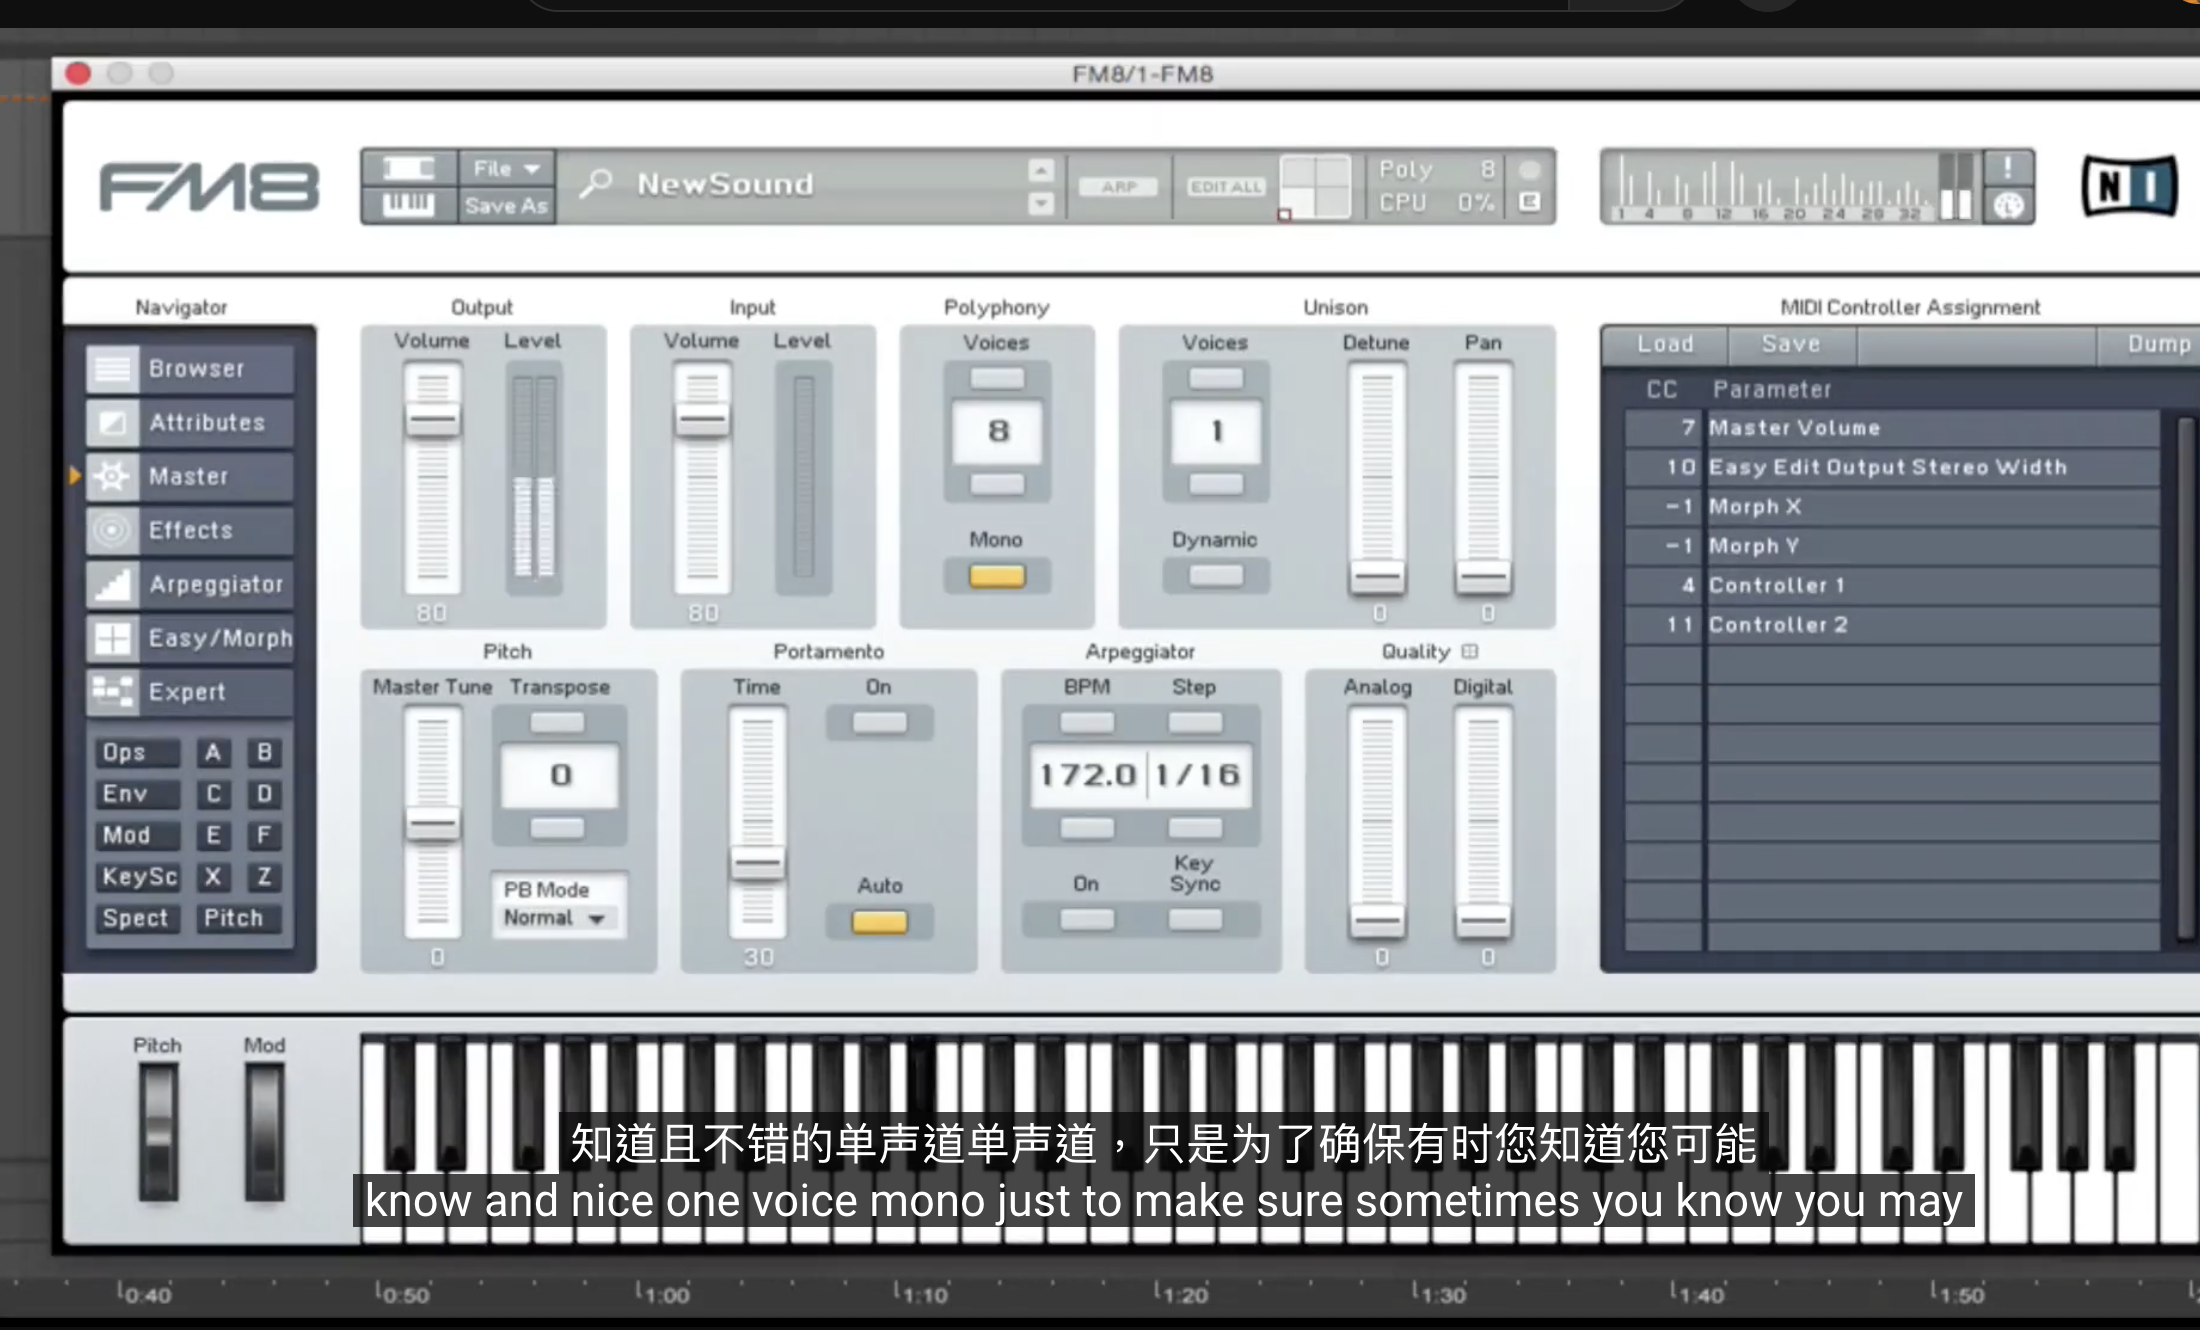 FM8/1-FM8
FM8
File
Save As
NewSound
ARP
EDIT ALL
Poly 8
CPU 0%
E
!
1 4 8 12 16 20 24 28 32
NI
Navigator
Browser
Attributes
Master
Effects
Arpeggiator
Easy/Morph
Expert
Ops A B
Env C D
Mod E F
KeySc X Z
Spect Pitch
Output
Volume Level
80
Input
Volume Level
80
Polyphony
Voices
8
Mono
Unison
Voices Detune Pan
1
Dynamic
0 0
Pitch
Master Tune Transpose
0
PB Mode
Normal
0
Portamento
Time On
Auto
30
Arpeggiator
BPM Step
172.0 1/16
On Key Sync
Quality
Analog Digital
0 0
MIDI Controller Assignment
Load Save Dump
CC Parameter
7 Master Volume
10 Easy Edit Output Stereo Width
-1 Morph X
-1 Morph Y
4 Controller 1
11 Controller 2
Pitch Mod
知道且不错的单声道单声道，只是为了确保有时您知道您可能
know and nice one voice mono just to make sure sometimes you know you may
0:40 0:50 1:00 1:10 1:20 1:30 1:40 1:50